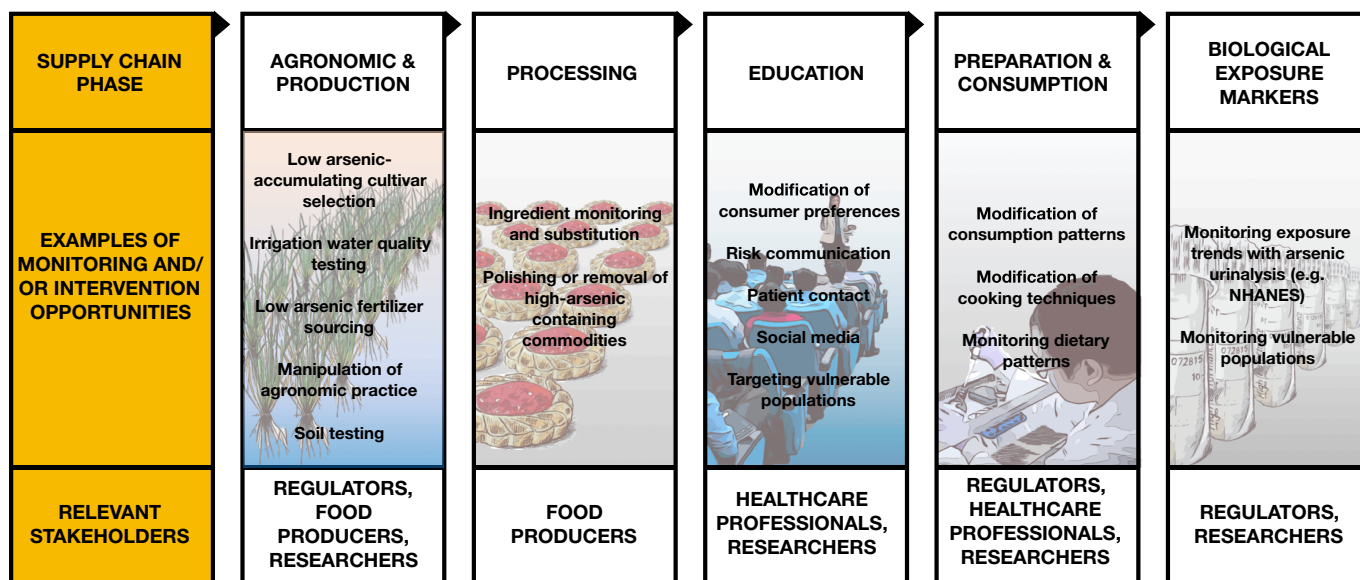 SUPPLY CHAIN
PHASE
AGRONOMIC &
PRODUCTION
PROCESSING
EDUCATION
PREPARATION &
CONSUMPTION
BIOLOGICAL
EXPOSURE
MARKERS
EXAMPLES OF
MONITORING AND/
OR INTERVENTION
OPPORTUNITIES
Low arsenic-
accumulating cultivar
selection
Irrigation water quality
testing
Low arsenic fertilizer
sourcing
Manipulation of
agronomic practice
Soil testing
Ingredient monitoring
and substitution
Polishing or removal of
high-arsenic
containing
commodities
Modification of
consumer preferences
Risk communication
Patient contact
Social media
Targeting vulnerable
populations
Modification of
consumption patterns
Modification of
cooking techniques
Monitoring dietary
patterns
Monitoring exposure
trends with arsenic
urinalysis (e.g.
NHANES)
Monitoring vulnerable
populations
072815
072815
RELEVANT
STAKEHOLDERS
REGULATORS,
FOOD
PRODUCERS,
RESEARCHERS
FOOD
PRODUCERS
HEALTHCARE
PROFESSIONALS,
RESEARCHERS
REGULATORS,
HEALTHCARE
PROFESSIONALS,
RESEARCHERS
REGULATORS,
RESEARCHERS